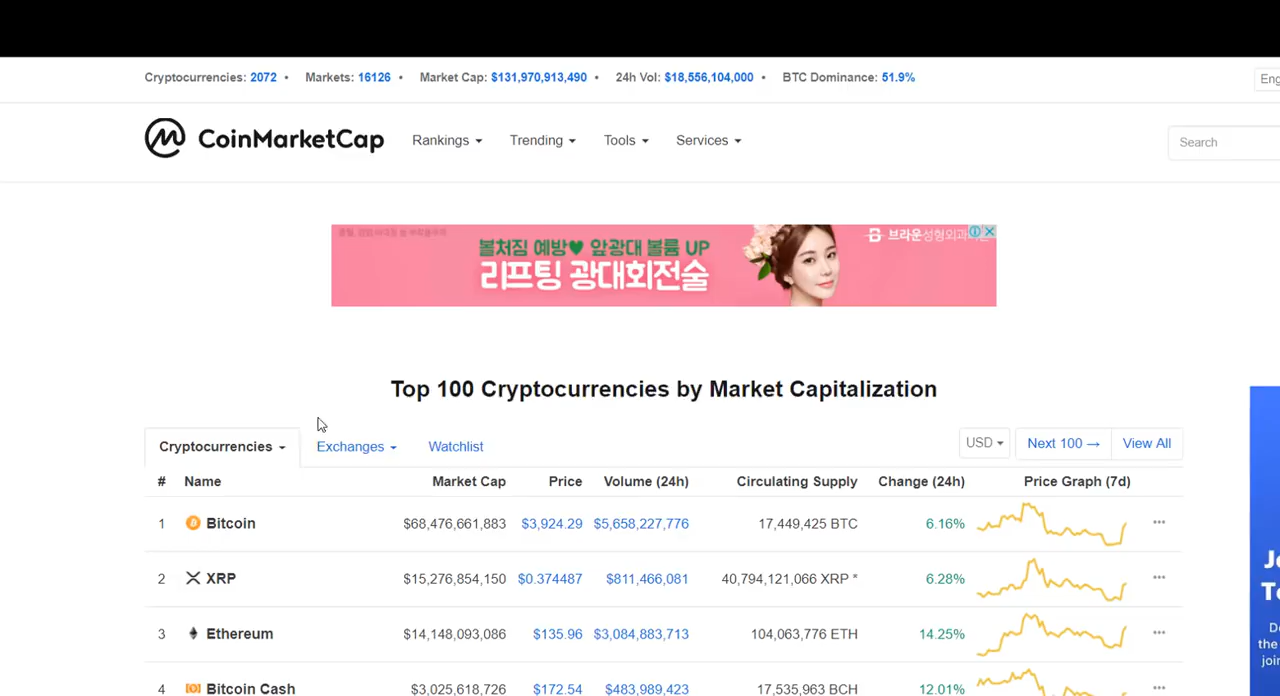 Cryptocurrencies: 2072 • Markets: 16126 • Market Cap: $131,970,913,490 • 24h Vol: $18,556,104,000 • BTC Dominance: 51.9%
Eng
CoinMarketCap Rankings Trending Tools Services
Search
브라운성형외과
볼처짐 예방♥ 앞광대 볼륨 UP
리프팅 광대회전술
Top 100 Cryptocurrencies by Market Capitalization
Cryptocurrencies Exchanges Watchlist USD Next 100 → View All
# Name Market Cap Price Volume (24h) Circulating Supply Change (24h) Price Graph (7d)
1 Bitcoin $68,476,661,883 $3,924.29 $5,658,227,776 17,449,425 BTC 6.16%
2 XRP $15,276,854,150 $0.374487 $811,466,081 40,794,121,066 XRP * 6.28%
3 Ethereum $14,148,093,086 $135.96 $3,084,883,713 104,063,776 ETH 14.25%
4 Bitcoin Cash $3,025,618,726 $172.54 $483,989,423 17,535,963 BCH 12.01%
the